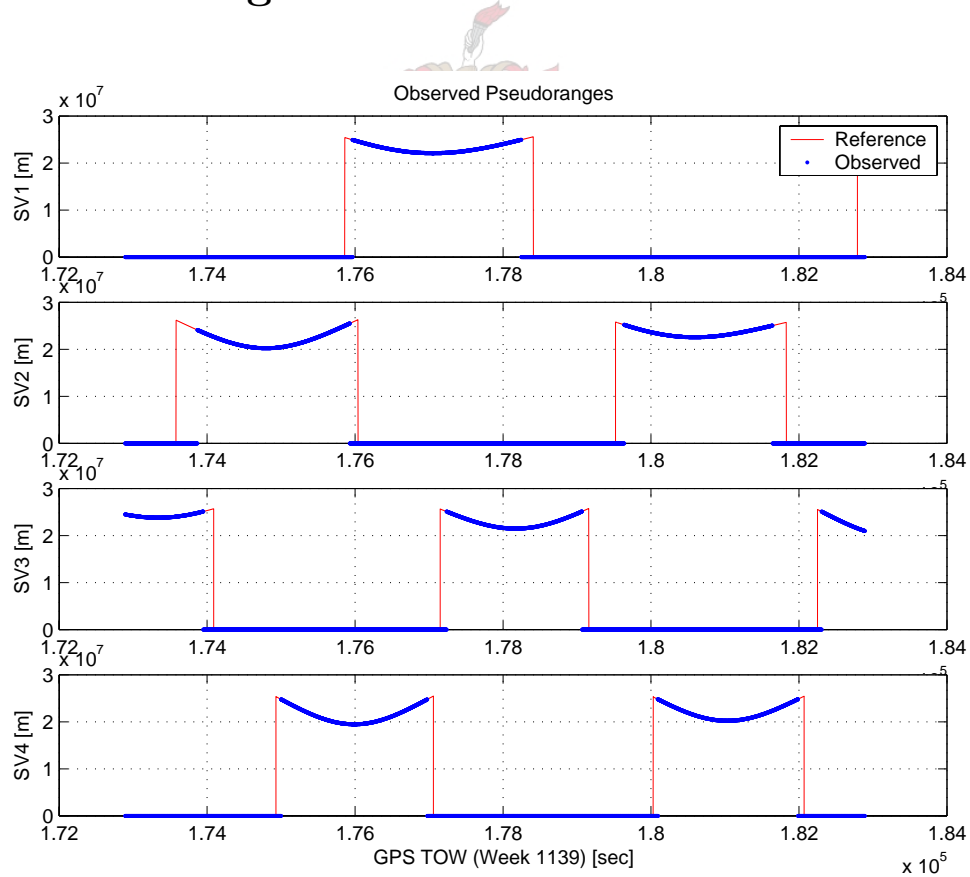 g
Observed Pseudoranges
x 10^7
3
2
1
0
SV1 [m]
Reference
Observed
1.72 1.74 1.76 1.78 1.8 1.82 1.84
x 10^7
3
2
1
0
SV2 [m]
1.72 1.74 1.76 1.78 1.8 1.82 1.84
x 10^7
3
2
1
0
SV3 [m]
1.72 1.74 1.76 1.78 1.8 1.82 1.84
x 10^7
3
2
1
0
SV4 [m]
1.72 1.74 1.76 1.78 1.8 1.82 1.84
GPS TOW (Week 1139) [sec]
x 10^5